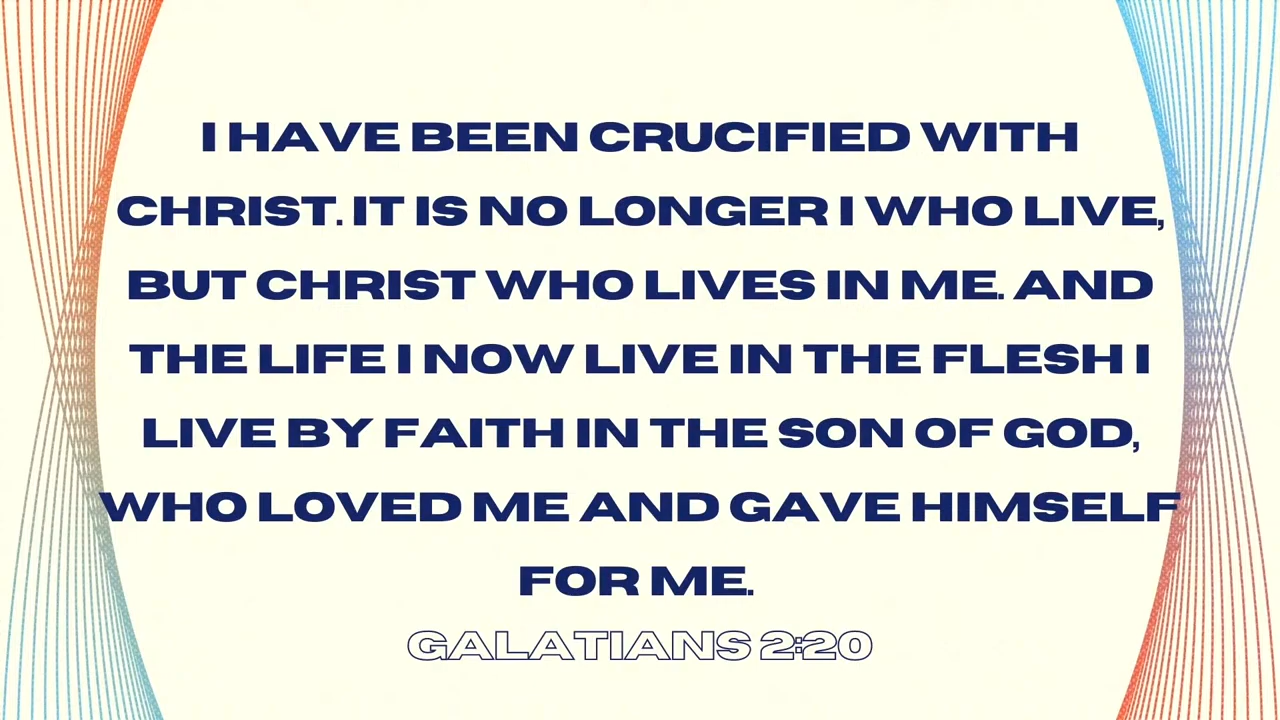 I HAVE BEEN CRUCIFIED WITH
CHRIST. IT IS NO LONGER I WHO LIVE,
BUT CHRIST WHO LIVES IN ME. AND
THE LIFE I NOW LIVE IN THE FLESH I
LIVE BY FAITH IN THE SON OF GOD,
WHO LOVED ME AND GAVE HIMSELF
FOR ME.
GALATIANS 2:20